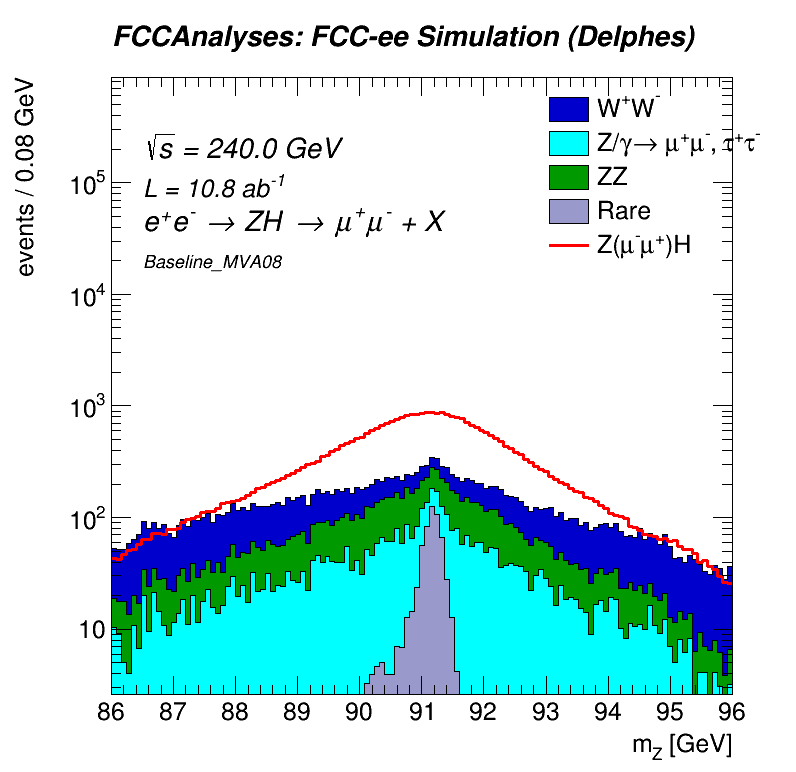 FCCAnalyses: FCC-ee Simulation (Delphes)
events / 0.08 GeV
√s = 240.0 GeV
L = 10.8 ab⁻¹
e⁺e⁻ → ZH → μ⁺μ⁻ + X
Baseline_MVA08
W⁺W⁻
Z/γ→ μ⁺μ⁻, τ⁺τ⁻
ZZ
Rare
Z(μ⁻μ⁺)H
10⁵
10⁴
10³
10²
10
86 87 88 89 90 91 92 93 94 95 96
m_Z [GeV]